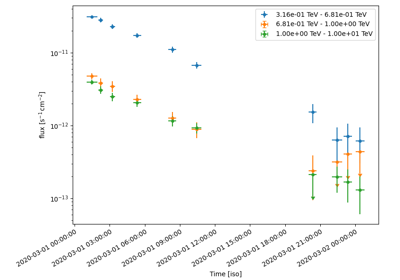 3.16e-01 TeV - 6.81e-01 TeV
6.81e-01 TeV - 1.00e+00 TeV
1.00e+00 TeV - 1.00e+01 TeV
flux [s⁻¹cm⁻²]
10⁻¹¹
10⁻¹²
10⁻¹³
2020-03-01 00:00:00
2020-03-01 03:00:00
2020-03-01 06:00:00
2020-03-01 09:00:00
2020-03-01 12:00:00
2020-03-01 15:00:00
2020-03-01 18:00:00
2020-03-01 21:00:00
2020-03-02 00:00:00
Time [iso]